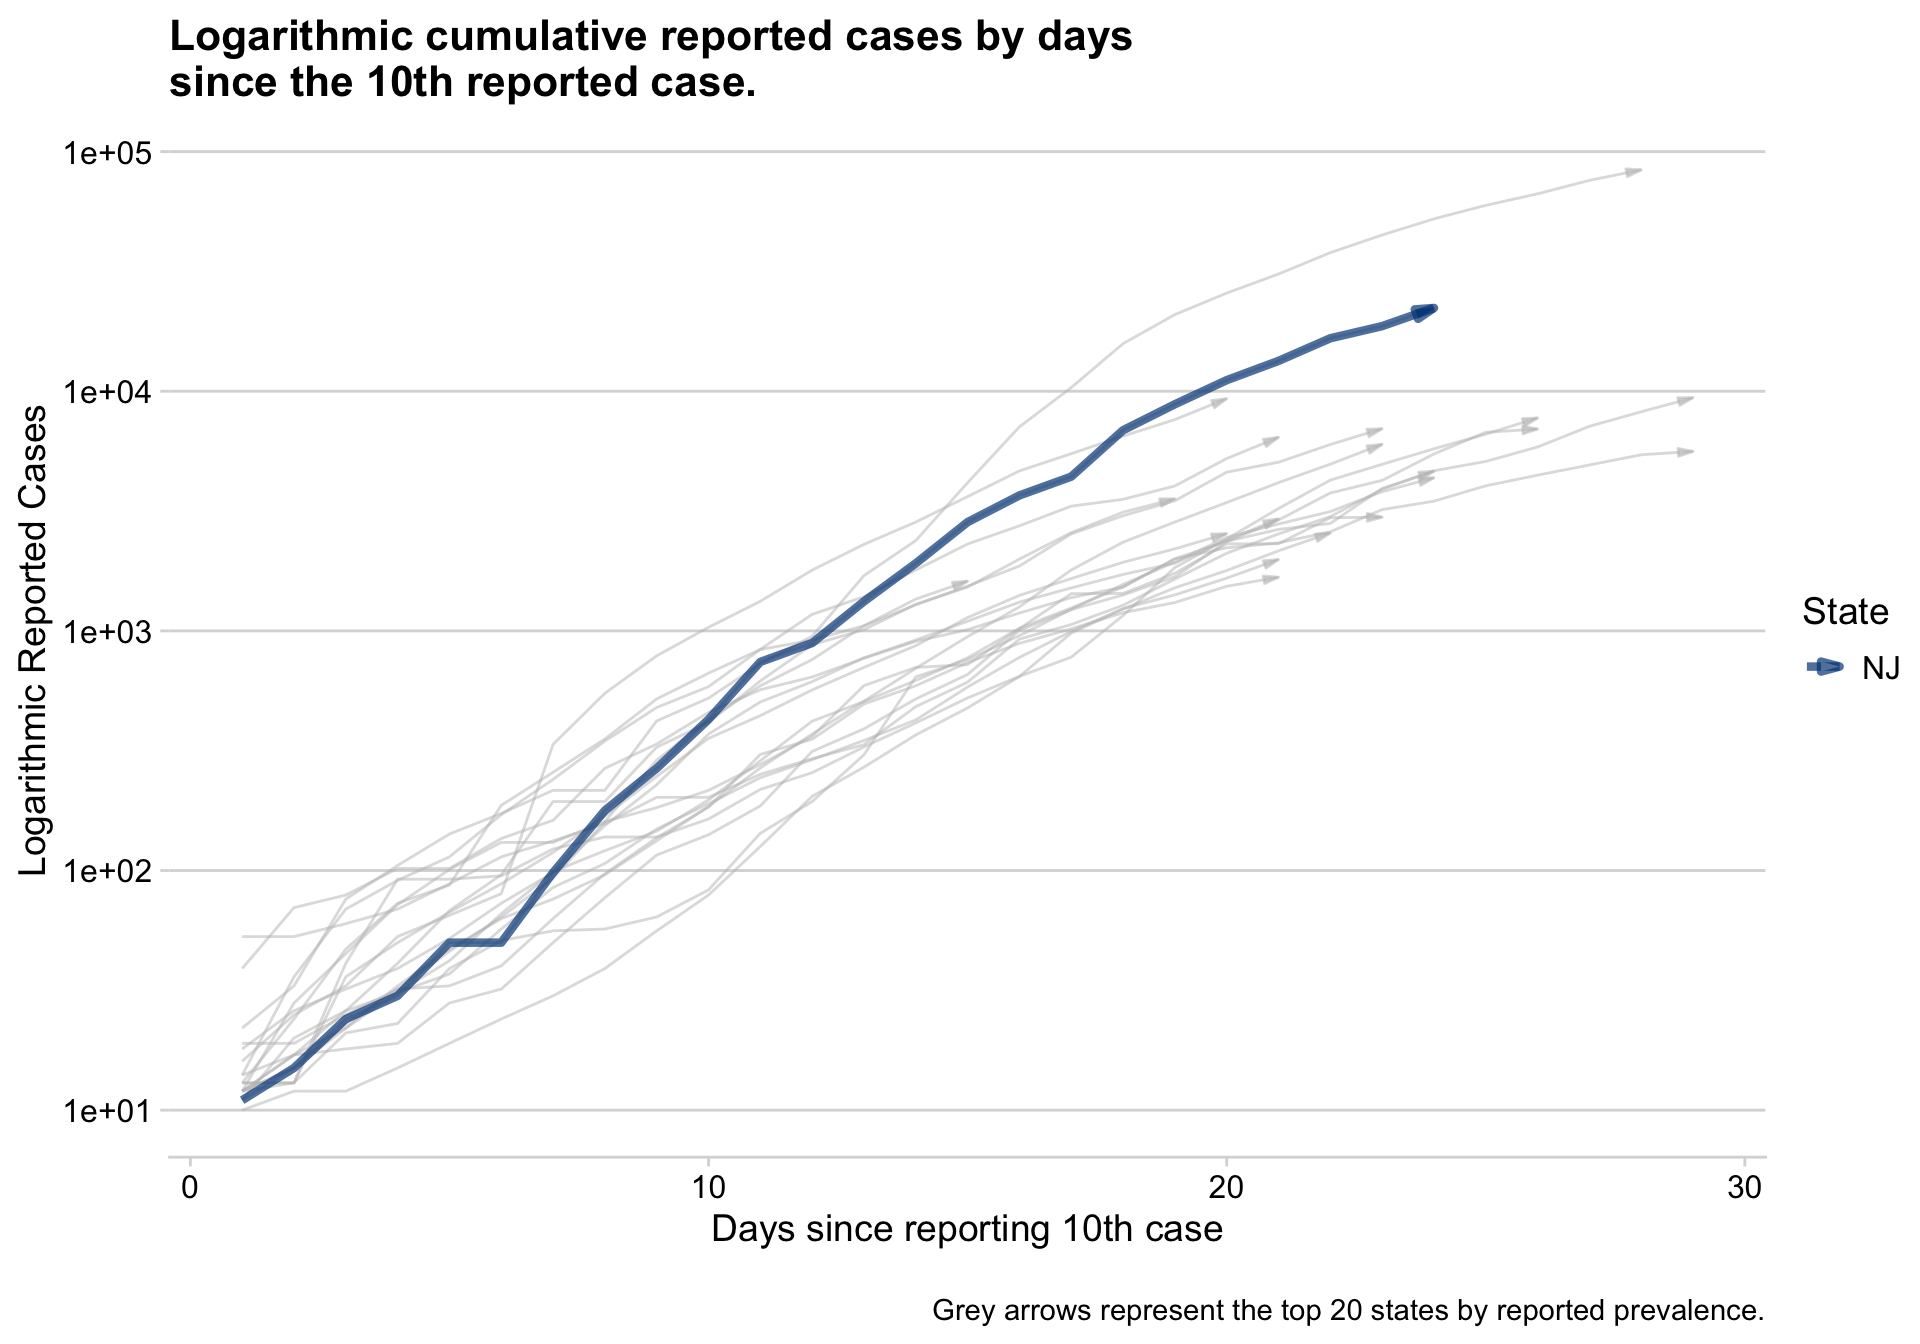 Logarithmic cumulative reported cases by days
since the 10th reported case.
1e+05
1e+04
1e+03
1e+02
1e+01
Logarithmic Reported Cases
0
10
20
30
Days since reporting 10th case
State
NJ
Grey arrows represent the top 20 states by reported prevalence.